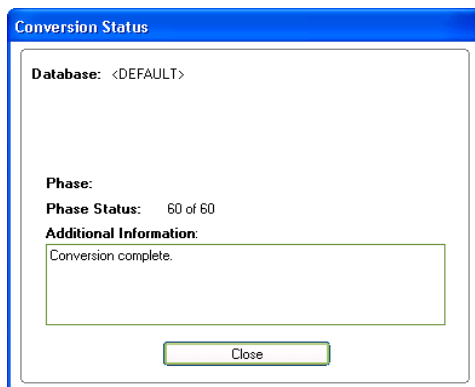 Conversion Status
Database: <DEFAULT>
Phase:
Phase Status: 60 of 60
Additional Information:
Conversion complete.
Close